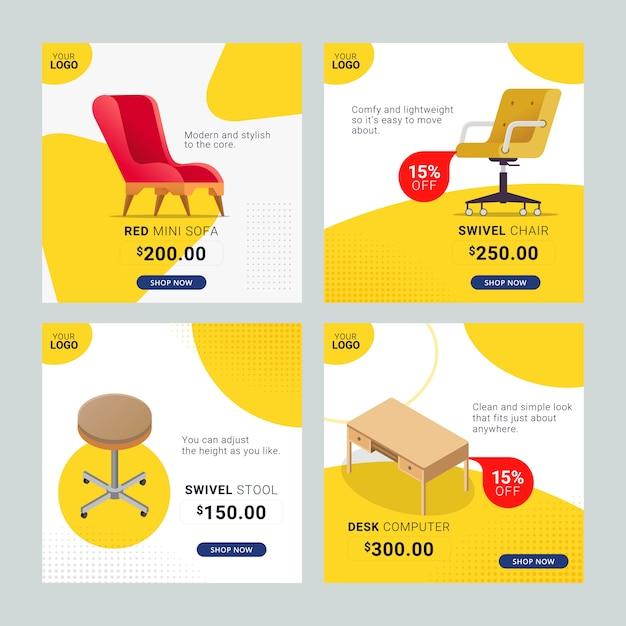 YOUR
LOGO
Modern and stylish
to the core.
RED MINI SOFA
$200.00
SHOP NOW
YOUR
LOGO
Comfy and lightweight
so it's easy to move
about.
15%
OFF
SWIVEL CHAIR
$250.00
SHOP NOW
YOUR
LOGO
You can adjust
the height as you like.
SWIVEL STOOL
$150.00
SHOP NOW
YOUR
LOGO
Clean and simple look
that fits just about
anywhere.
15%
OFF
DESK COMPUTER
$300.00
SHOP NOW